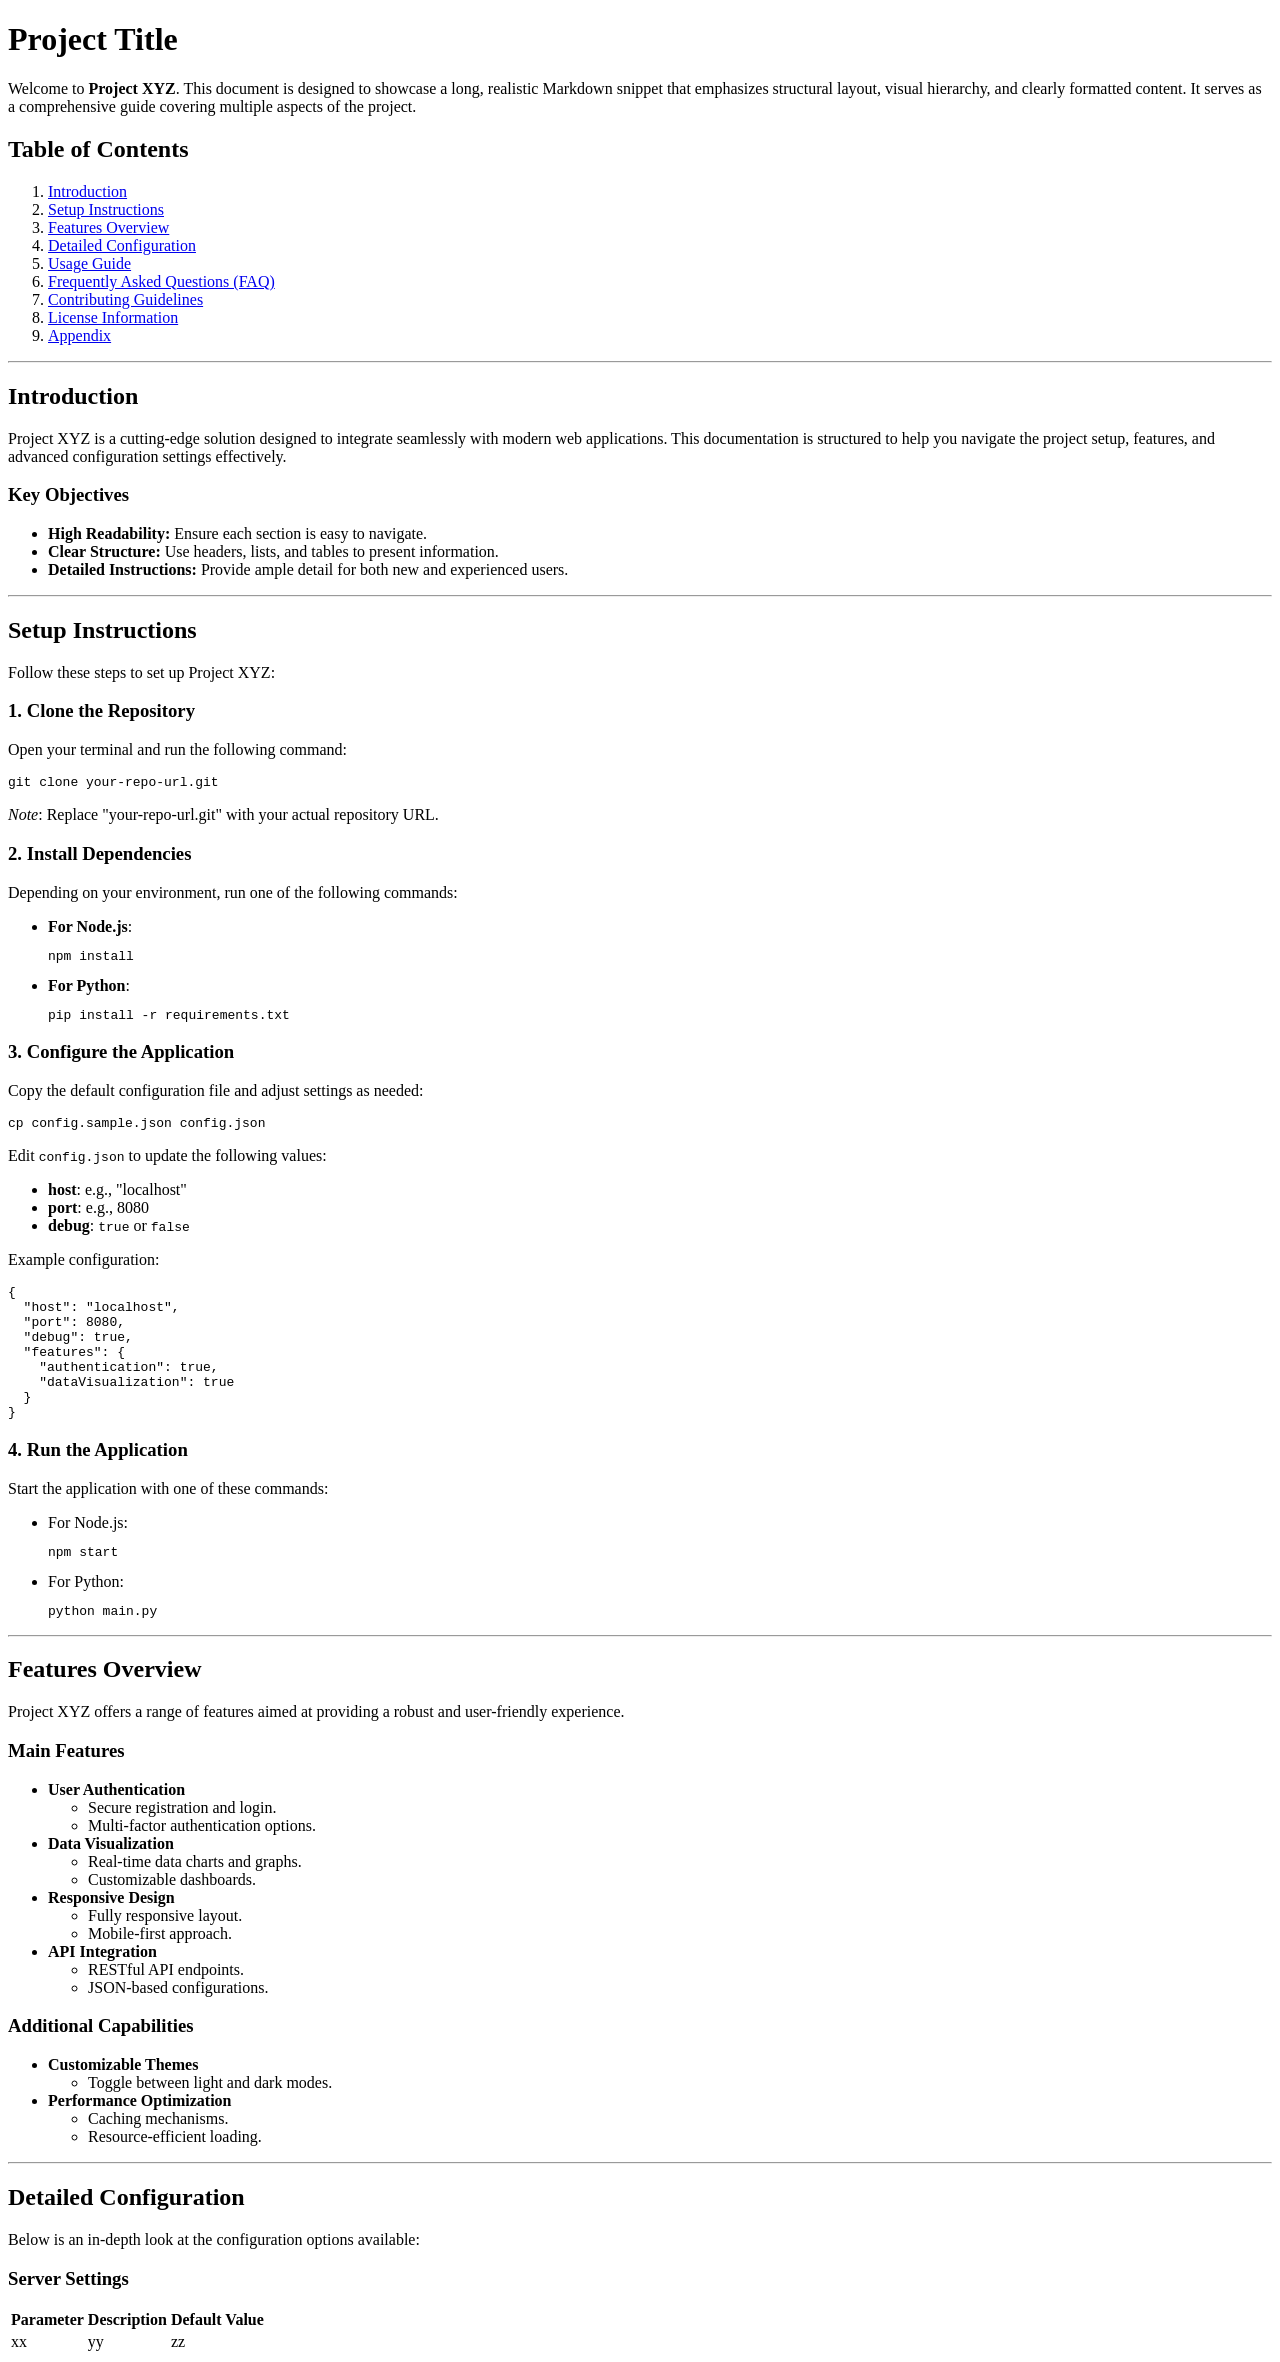 Project Title
Welcome to Project XYZ. This document is designed to showcase a long, realistic Markdown snippet that emphasizes structural layout, visual hierarchy, and clearly formatted content. It serves as
a comprehensive guide covering multiple aspects of the project.
Table of Contents
1. Introduction
2. Setup Instructions
3. Features Overview
4. Detailed Configuration
5. Usage Guide
6. Frequently Asked Questions (FAQ)
7. Contributing Guidelines
8. License Information
9. Appendix
Introduction
Project XYZ is a cutting-edge solution designed to integrate seamlessly with modern web applications. This documentation is structured to help you navigate the project setup, features, and
advanced configuration settings effectively.
Key Objectives
• High Readability: Ensure each section is easy to navigate.
• Clear Structure: Use headers, lists, and tables to present information.
• Detailed Instructions: Provide ample detail for both new and experienced users.
Setup Instructions
Follow these steps to set up Project XYZ:
1. Clone the Repository
Open your terminal and run the following command:
git clone your-repo-url.git
Note: Replace "your-repo-url.git" with your actual repository URL.
2. Install Dependencies
Depending on your environment, run one of the following commands:
• For Node.js:
npm install
• For Python:
pip install -r requirements.txt
3. Configure the Application
Copy the default configuration file and adjust settings as needed:
cp config.sample.json config.json
Edit config.json to update the following values:
• host: e.g., "localhost"
• port: e.g., 8080
• debug: true or false
Example configuration:
{
  "host": "localhost",
  "port": 8080,
  "debug": true,
  "features": {
    "authentication": true,
    "dataVisualization": true
  }
}
4. Run the Application
Start the application with one of these commands:
• For Node.js:
npm start
• For Python:
python main.py
Features Overview
Project XYZ offers a range of features aimed at providing a robust and user-friendly experience.
Main Features
• User Authentication
◦ Secure registration and login.
◦ Multi-factor authentication options.
• Data Visualization
◦ Real-time data charts and graphs.
◦ Customizable dashboards.
• Responsive Design
◦ Fully responsive layout.
◦ Mobile-first approach.
• API Integration
◦ RESTful API endpoints.
◦ JSON-based configurations.
Additional Capabilities
• Customizable Themes
◦ Toggle between light and dark modes.
• Performance Optimization
◦ Caching mechanisms.
◦ Resource-efficient loading.
Detailed Configuration
Below is an in-depth look at the configuration options available:
Server Settings
Parameter Description Default Value
xx yy zz